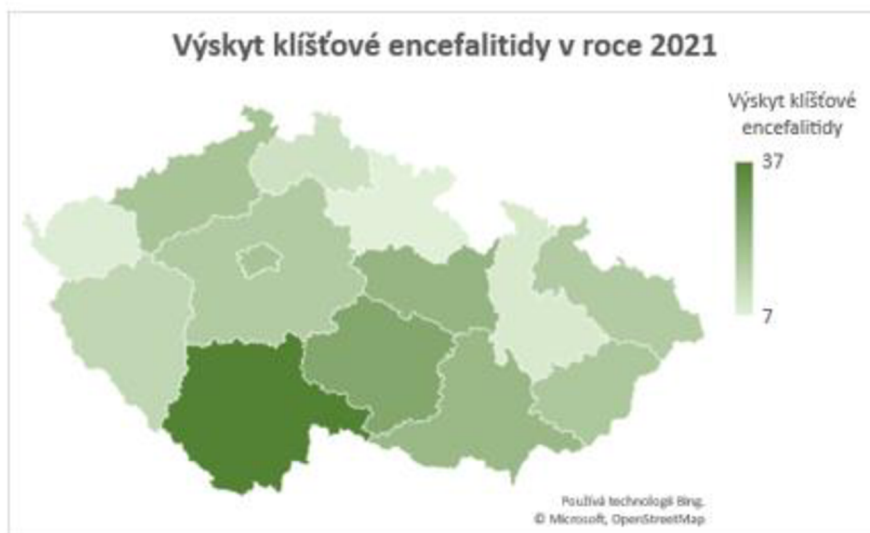 Výskyt klíšťové encefalitidy v roce 2021
Výskyt klíšťové
encefalitidy
37
7
Používá technologii Bing.
© Microsoft, OpenStreetMap